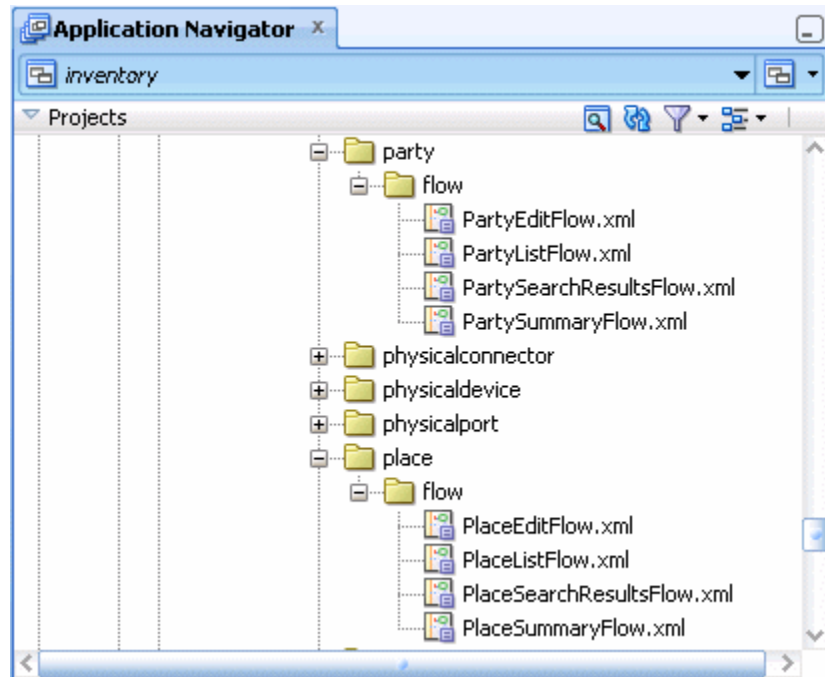 Application Navigator x
inventory
Projects
party
flow
PartyEditFlow.xml
PartyListFlow.xml
PartySearchResultsFlow.xml
PartySummaryFlow.xml
physicalconnector
physicaldevice
physicalport
place
flow
PlaceEditFlow.xml
PlaceListFlow.xml
PlaceSearchResultsFlow.xml
PlaceSummaryFlow.xml